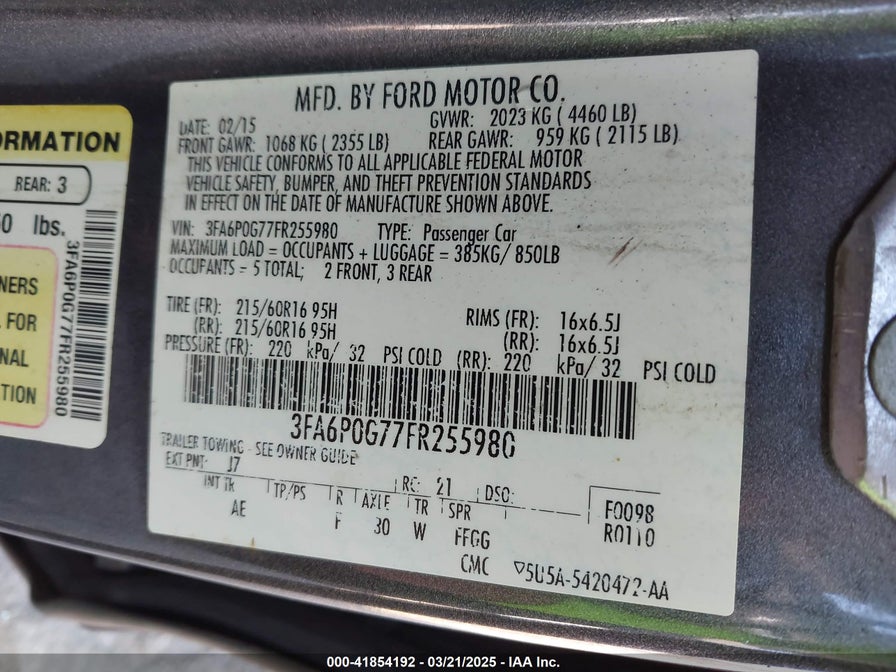 ORMATION
REAR: 3
0 lbs.
3FA6P0G77FR255980
NERS
FOR
NAL
TION
MFD. BY FORD MOTOR CO.
DATE: 02/15 GVWR: 2023 KG ( 4460 LB)
FRONT GAWR: 1068 KG ( 2355 LB) REAR GAWR: 959 KG ( 2115 LB)
THIS VEHICLE CONFORMS TO ALL APPLICABLE FEDERAL MOTOR
VEHICLE SAFETY, BUMPER, AND THEFT PREVENTION STANDARDS
IN EFFECT ON THE DATE OF MANUFACTURE SHOWN ABOVE.
VIN: 3FA6P0G77FR255980 TYPE: Passenger Car
MAXIMUM LOAD = OCCUPANTS + LUGGAGE = 385KG/ 850LB
OCCUPANTS = 5 TOTAL; 2 FRONT, 3 REAR
TIRE (FR): 215/60R16 95H RIMS (FR): 16x6.5J
(RR): 215/60R16 95H (RR): 16x6.5J
PRESSURE (FR): 220 kPa/ 32 PSI COLD (RR): 220 kPa/ 32 PSI COLD
3FA6P0G77FR255980
TRAILER TOWING - SEE OWNER GUIDE
EXT PNT: J7 RC: 21 DSO:
INT TR TP/PS R AXLE TR SPR F0098
AE F 30 W FFGG R0110
CMC ▽5U5A-5420472-AA
000-41854192 - 03/21/2025 - IAA Inc.